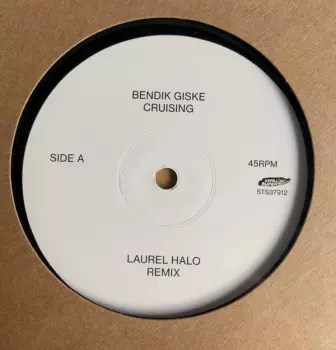 BENDIK GISKE
CRUISING
SIDE A
45RPM
STS37912
LAUREL HALO
REMIX